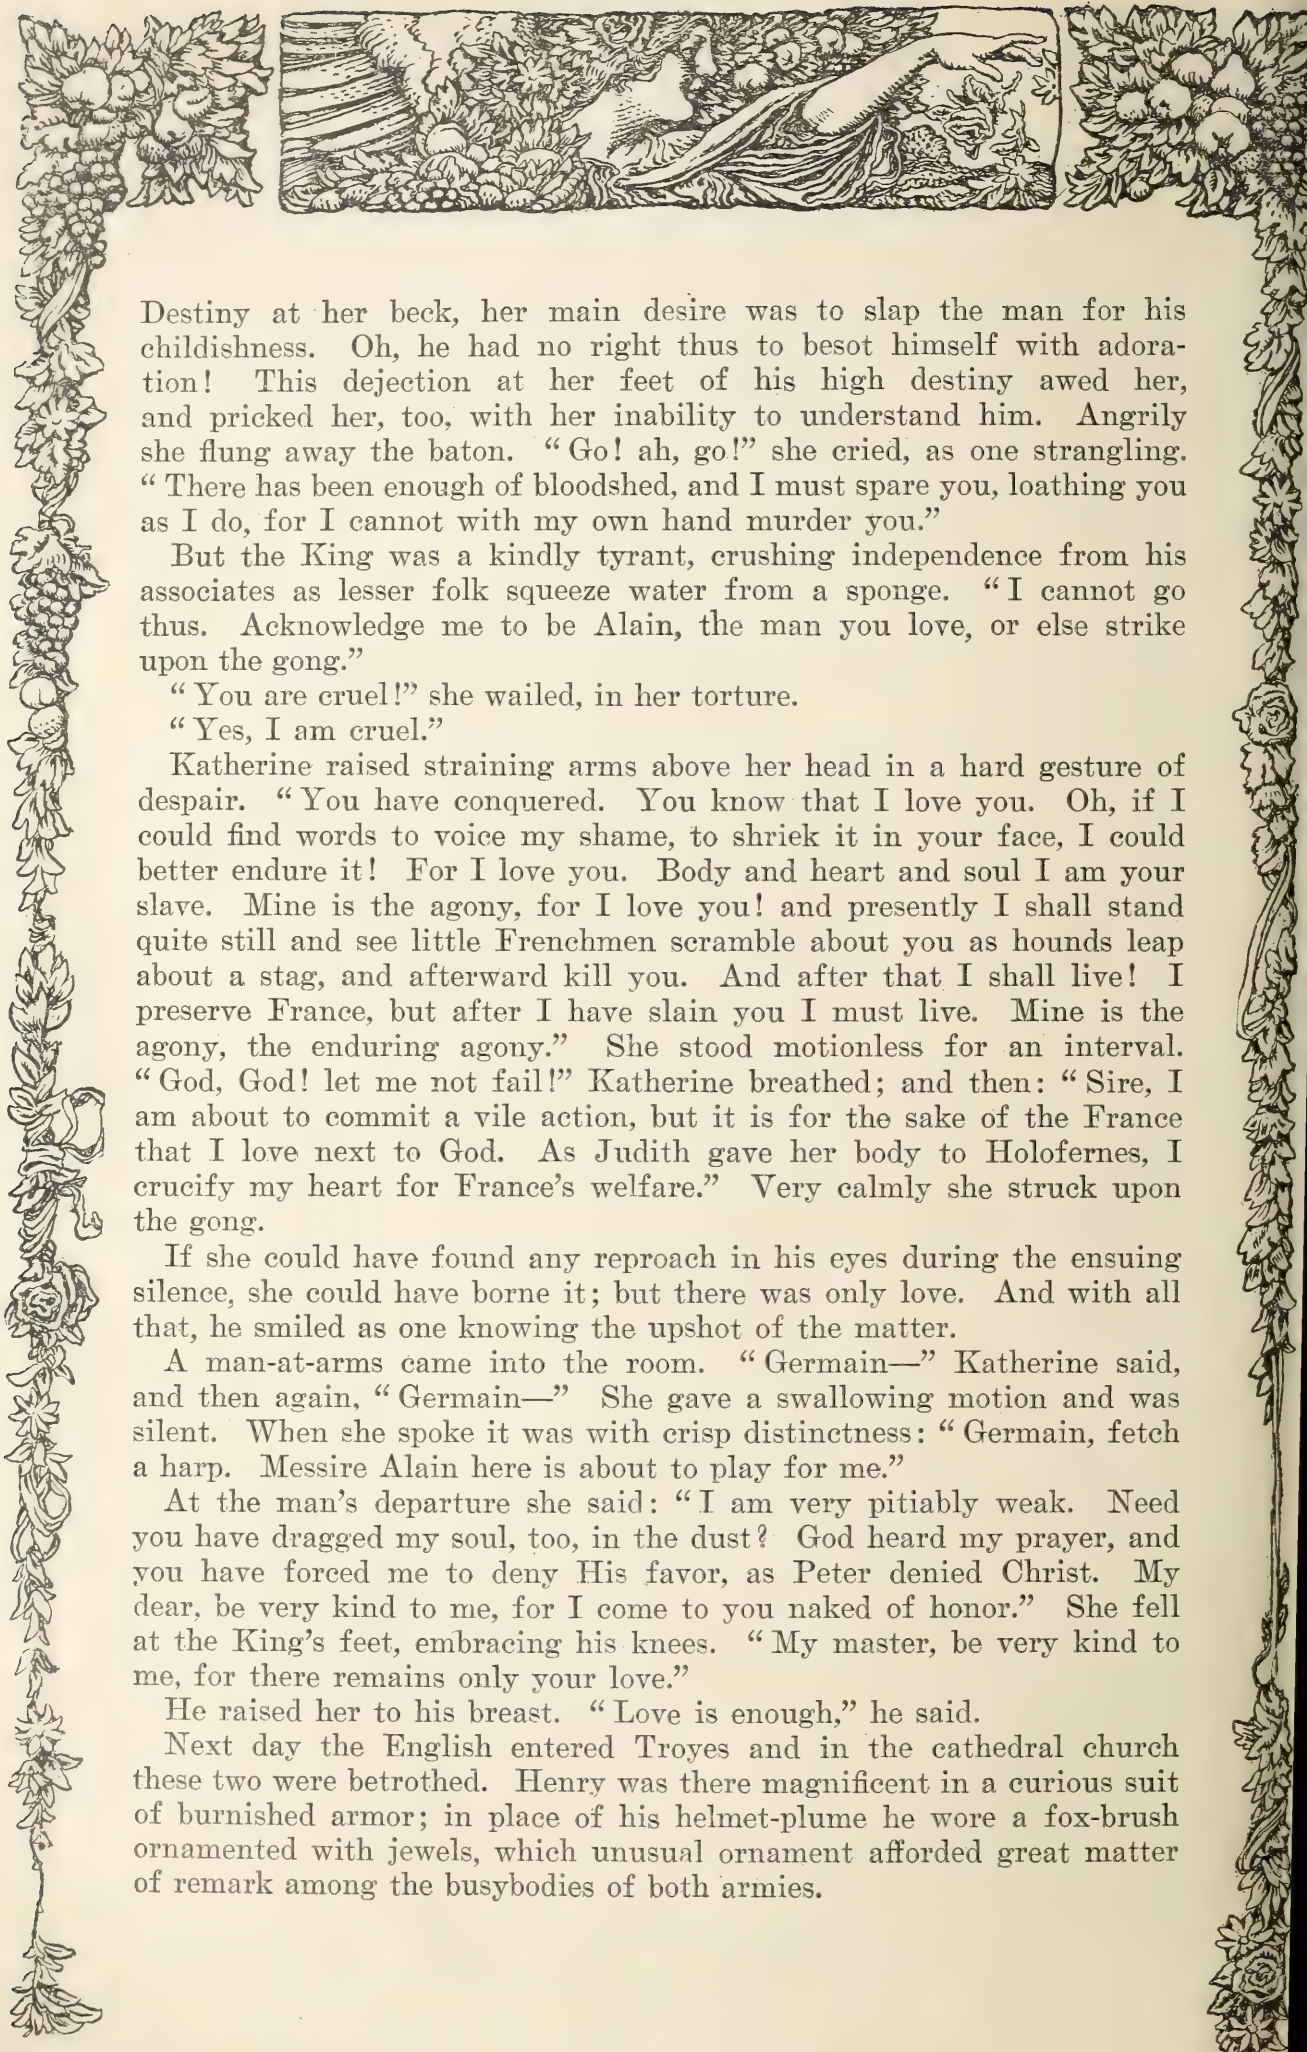 Destiny at her beck, her main desire was to slap the man for his
childishness. Oh, he had no right thus to besot himself with adora-
tion! This dejection at her feet of his high destiny awed her,
and pricked her, too, with her inability to understand him. Angrily
she flung away the baton. “Go! ah, go!” she cried, as one strangling.
“There has been enough of bloodshed, and I must spare you, loathing you
as I do, for I cannot with my own hand murder you.”
But the King was a kindly tyrant, crushing independence from his
associates as lesser folk squeeze water from a sponge. “I cannot go
thus. Acknowledge me to be Alain, the man you love, or else strike
upon the gong.”
“You are cruel!” she wailed, in her torture.
“Yes, I am cruel.”
Katherine raised straining arms above her head in a hard gesture of
despair. “You have conquered. You know that I love you. Oh, if I
could find words to voice my shame, to shriek it in your face, I could
better endure it! For I love you. Body and heart and soul I am your
slave. Mine is the agony, for I love you! and presently I shall stand
quite still and see little Frenchmen scramble about you as hounds leap
about a stag, and afterward kill you. And after that I shall live! I
preserve France, but after I have slain you I must live. Mine is the
agony, the enduring agony.” She stood motionless for an interval.
“God, God! let me not fail!” Katherine breathed; and then: “Sire, I
am about to commit a vile action, but it is for the sake of the France
that I love next to God. As Judith gave her body to Holofernes, I
crucify my heart for France’s welfare.” Very calmly she struck upon
the gong.
If she could have found any reproach in his eyes during the ensuing
silence, she could have borne it; but there was only love. And with all
that, he smiled as one knowing the upshot of the matter.
A man-at-arms came into the room. “Germain—” Katherine said,
and then again, “Germain—” She gave a swallowing motion and was
silent. When she spoke it was with crisp distinctness: “Germain, fetch
a harp. Messire Alain here is about to play for me.”
At the man’s departure she said: “I am very pitiably weak. Need
you have dragged my soul, too, in the dust? God heard my prayer, and
you have forced me to deny His favor, as Peter denied Christ. My
dear, be very kind to me, for I come to you naked of honor.” She fell
at the King’s feet, embracing his knees. “My master, be very kind to
me, for there remains only your love.”
He raised her to his breast. “Love is enough,” he said.
Next day the English entered Troyes and in the cathedral church
these two were betrothed. Henry was there magnificent in a curious suit
of burnished armor; in place of his helmet-plume he wore a fox-brush
ornamented with jewels, which unusual ornament afforded great matter
of remark among the busybodies of both armies.